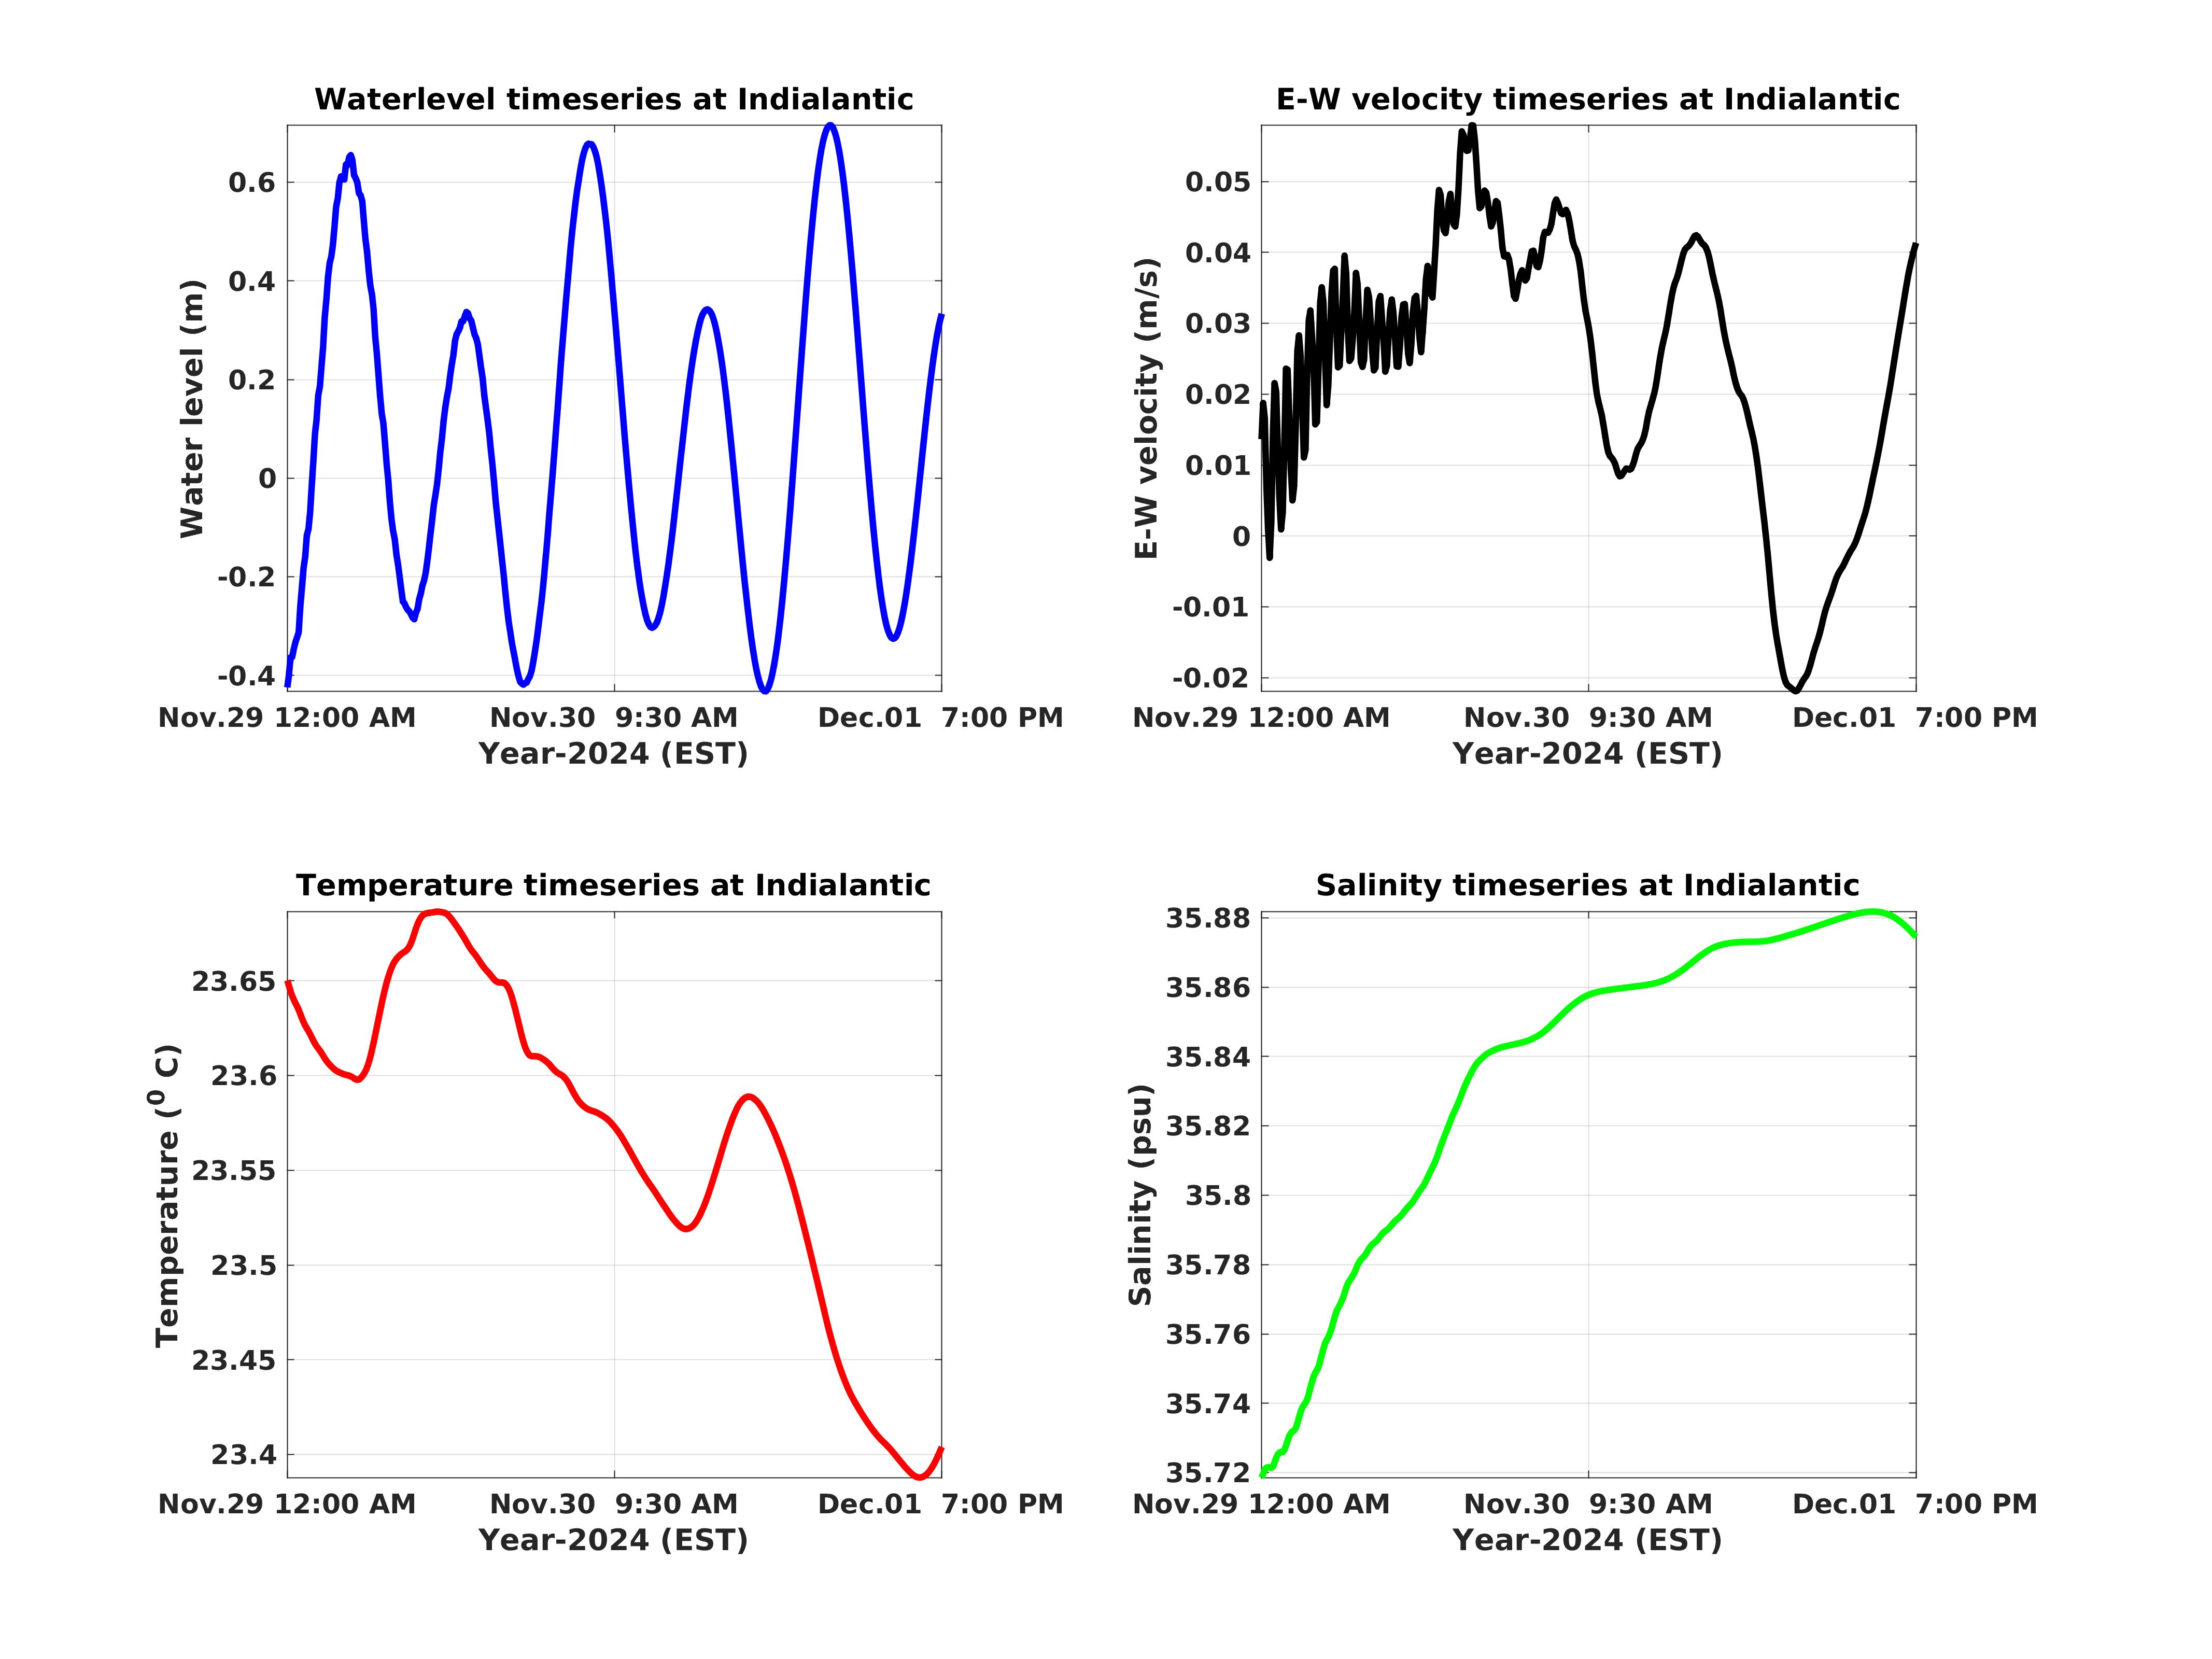 Waterlevel timeseries at Indialantic
Water level (m)
0.6
0.4
0.2
0
-0.2
-0.4
Nov.29 12:00 AM Nov.30 9:30 AM Dec.01 7:00 PM
Year-2024 (EST)
E-W velocity timeseries at Indialantic
E-W velocity (m/s)
0.05
0.04
0.03
0.02
0.01
0
-0.01
-0.02
Nov.29 12:00 AM Nov.30 9:30 AM Dec.01 7:00 PM
Year-2024 (EST)
Temperature timeseries at Indialantic
Temperature (⁰ C)
23.65
23.6
23.55
23.5
23.45
23.4
Nov.29 12:00 AM Nov.30 9:30 AM Dec.01 7:00 PM
Year-2024 (EST)
Salinity timeseries at Indialantic
Salinity (psu)
35.88
35.86
35.84
35.82
35.8
35.78
35.76
35.74
35.72
Nov.29 12:00 AM Nov.30 9:30 AM Dec.01 7:00 PM
Year-2024 (EST)